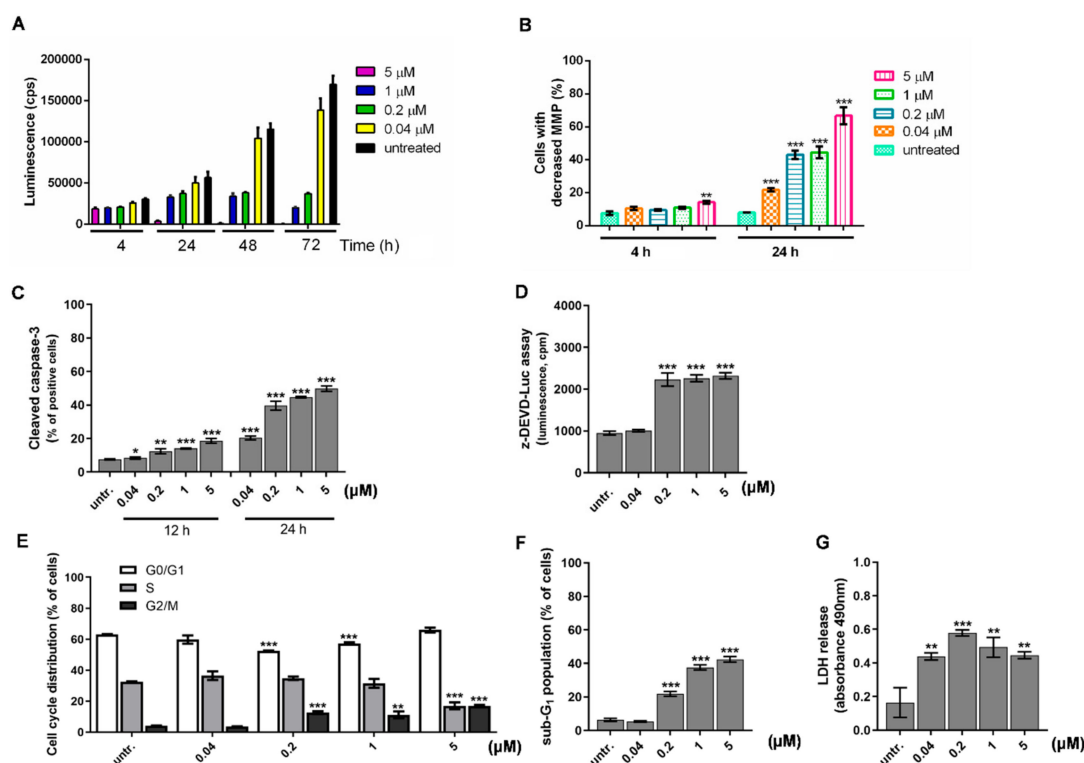 A
Luminescence (cps)
200000
150000
100000
50000
0
4
24
48
72
Time (h)
5 μM
1 μM
0.2 μM
0.04 μM
untreated
B
Cells with
decreased MMP (%)
80
60
40
20
0
**
***
***
***
***
4 h
24 h
5 μM
1 μM
0.2 μM
0.04 μM
untreated
C
Cleaved caspase-3
(% of positive cells)
100
80
60
40
20
0
*
**
***
***
***
***
***
***
untr.
0.04
0.2
1
5
0.04
0.2
1
5
(μM)
12 h
24 h
D
z-DEVD-Luc assay
(luminescence, cpm)
4000
3000
2000
1000
0
***
***
***
untr.
0.04
0.2
1
5
(μM)
E
Cell cycle distribution (% of cells)
100
80
60
40
20
0
G0/G1
S
G2/M
***
***
***
**
***
***
untr.
0.04
0.2
1
5
(μM)
F
sub-G1 population (% of cells)
100
80
60
40
20
0
***
***
***
untr.
0.04
0.2
1
5
(μM)
G
LDH release
(absorbance 490nm)
1.0
0.8
0.6
0.4
0.2
0.0
**
***
**
**
untr.
0.04
0.2
1
5
(μM)